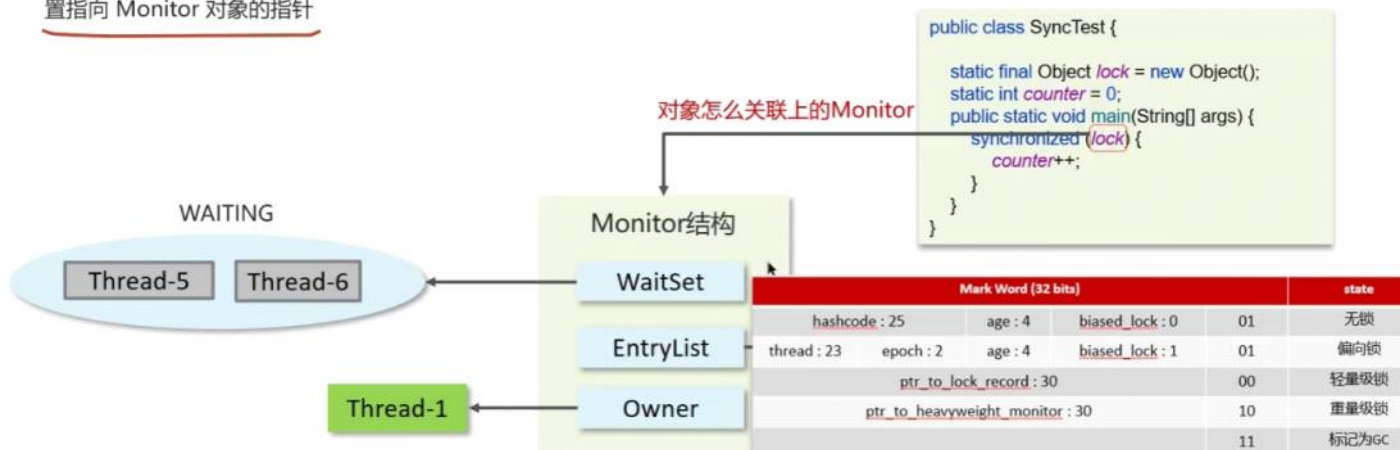 置指向 Monitor 对象的指针
public class SyncTest {
static final Object lock = new Object();
static int counter = 0;
对象怎么关联上的Monitor
public static void main(String[] args) {
synchronized (lock) {
counter++;
}
}
}
WAITING
Thread-5 Thread-6
Monitor结构
WaitSet
EntryList
Owner
Thread-1
Mark Word (32 bits) state
hashcode : 25 age : 4 biased_lock : 0 01 无锁
thread : 23 epoch : 2 age : 4 biased_lock : 1 01 偏向锁
ptr_to_lock_record : 30 00 轻量级锁
ptr_to_heavyweight_monitor : 30 10 重量级锁
11 标记为GC